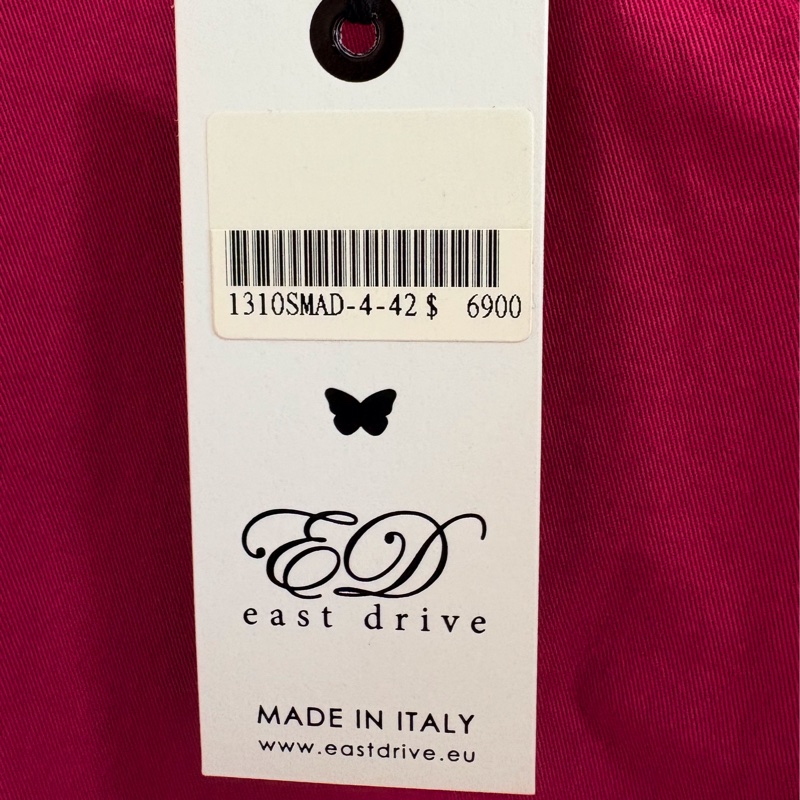 1310SMAD-4-42 $ 6900
ED
east drive
MADE IN ITALY
www.eastdrive.eu